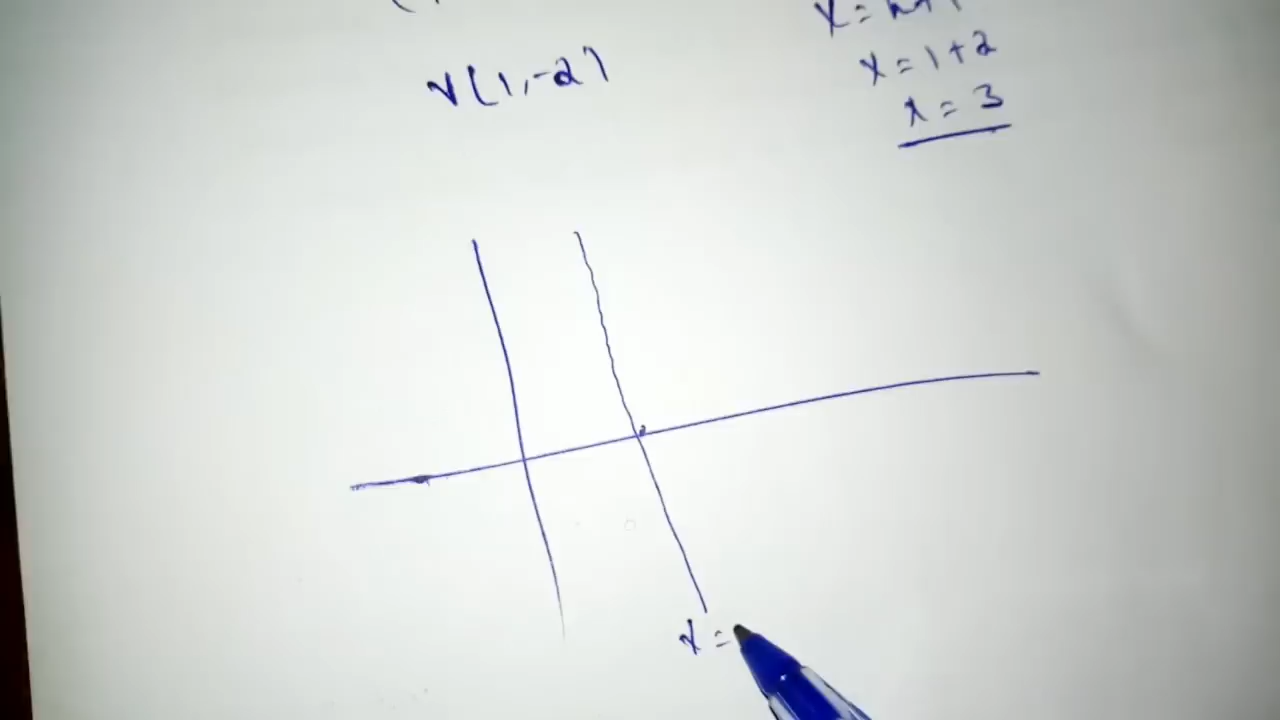 V(1,-2)
x = 1+2
x = 3
x =